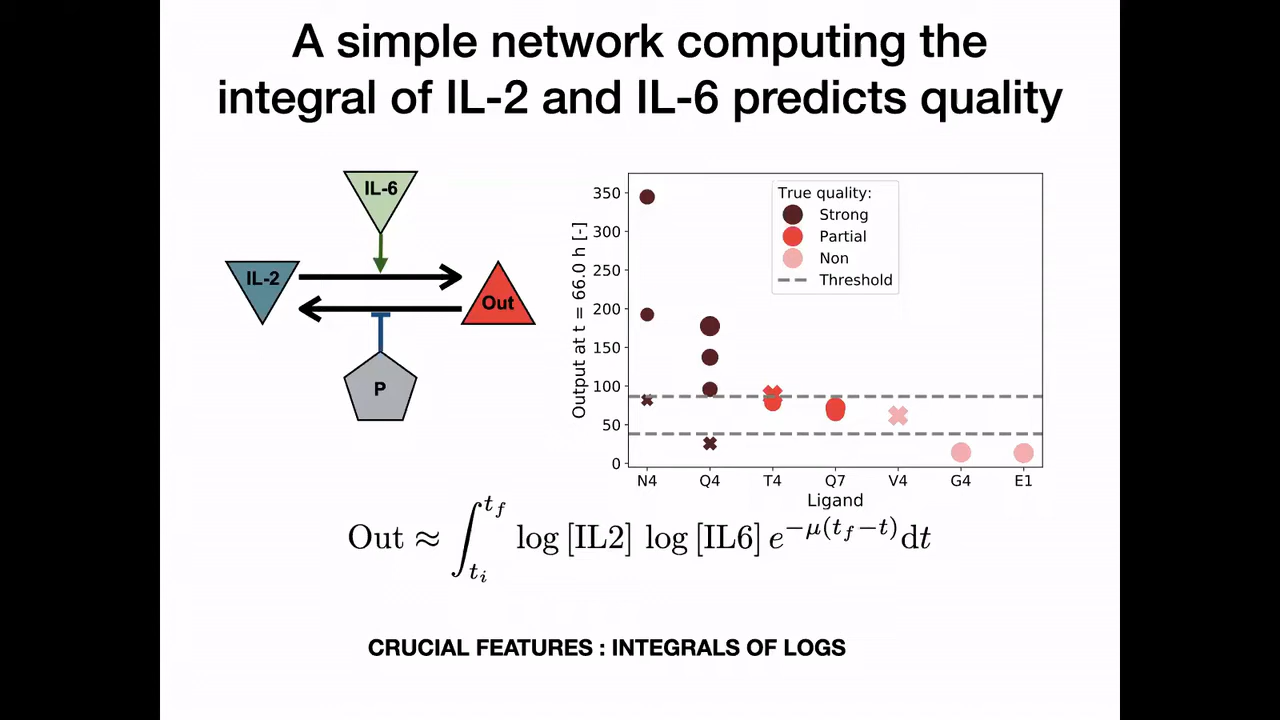 A simple network computing the
integral of IL-2 and IL-6 predicts quality
IL-6
IL-2
Out
P
Output at t = 66.0 h [-]
350
300
250
200
150
100
50
0
True quality:
Strong
Partial
Non
Threshold
N4 Q4 T4 Q7 V4 G4 E1
Ligand
Out ≈ ∫_{t_i}^{t_f} log [IL2] log [IL6] e^{−μ(t_f−t)} dt
CRUCIAL FEATURES : INTEGRALS OF LOGS